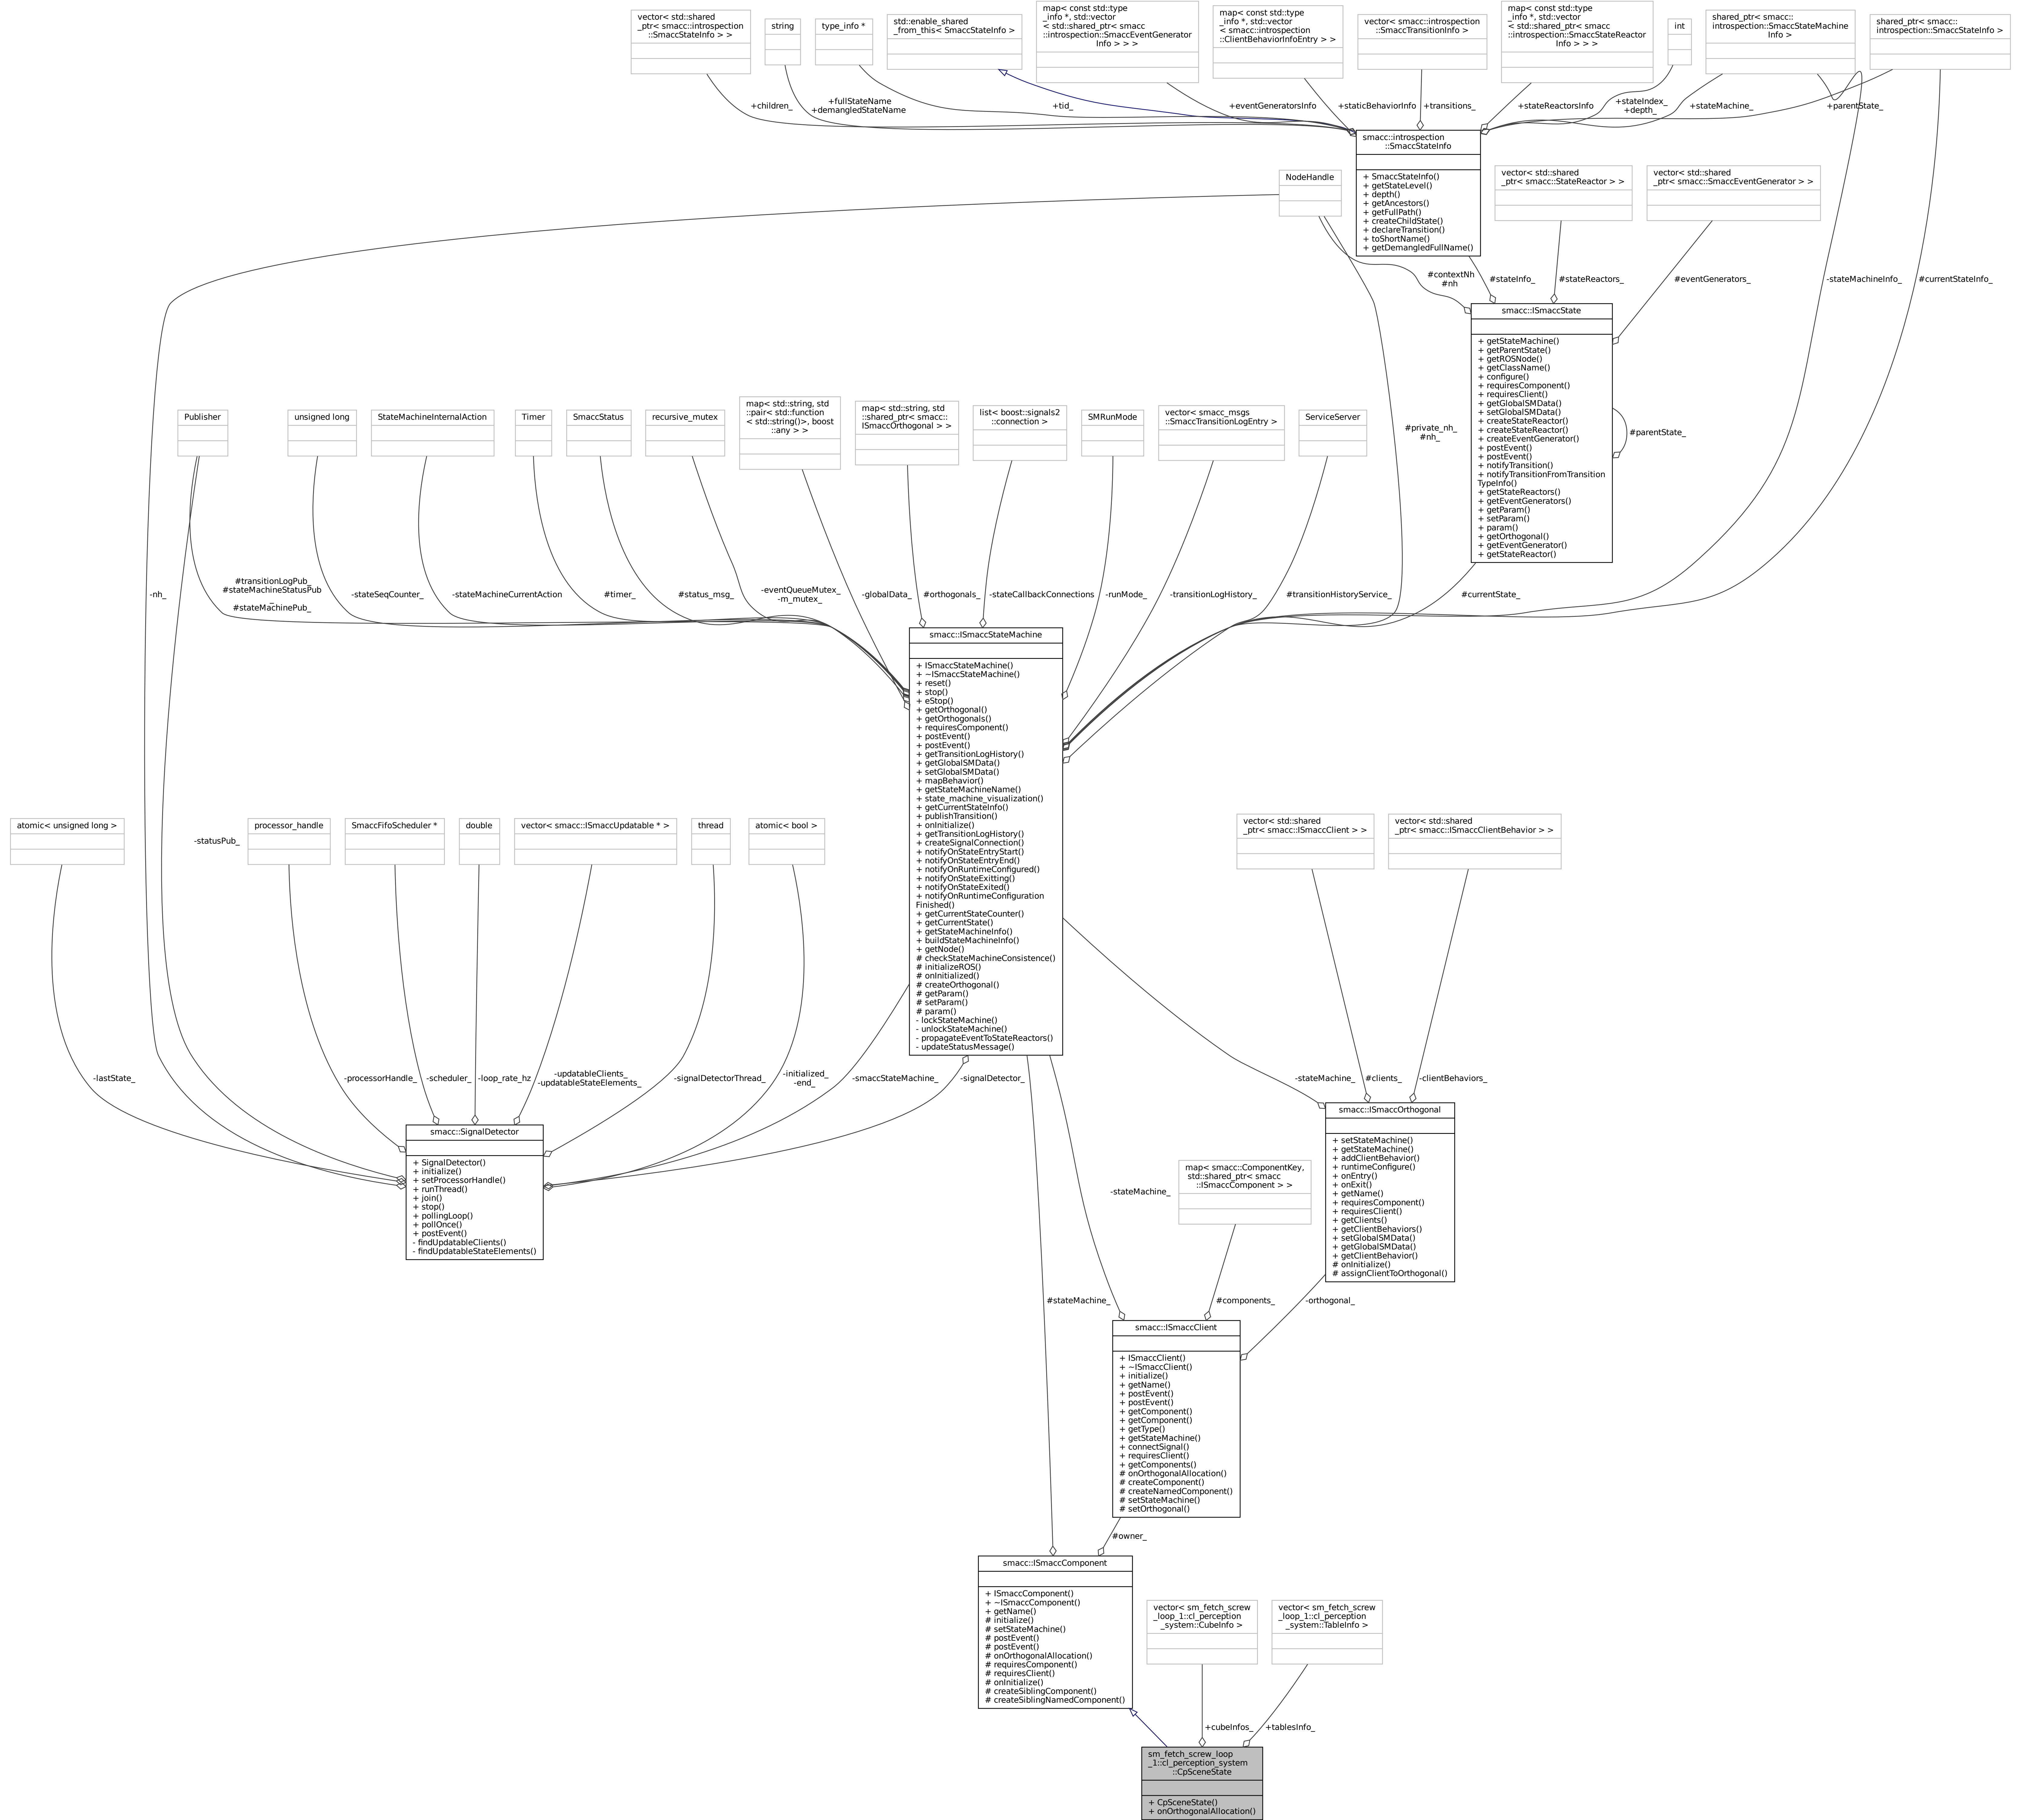 vector< std::shared
_ptr< smacc::introspection
::SmaccStateInfo > >
string
type_info *
std::enable_shared
_from_this< SmaccStateInfo >
map< const std::type
_info *, std::vector
< std::shared_ptr< smacc
::introspection::SmaccEventGenerator
Info > > >
map< const std::type
_info *, std::vector
< smacc::introspection
::ClientBehaviorInfoEntry > >
vector< smacc::introspection
::SmaccTransitionInfo >
map< const std::type
_info *, std::vector
< std::shared_ptr< smacc
::introspection::SmaccStateReactor
Info > > >
int
shared_ptr< smacc::
introspection::SmaccStateMachine
Info >
shared_ptr< smacc::
introspection::SmaccStateInfo >
+children_
+fullStateName
+demangledStateName
+tid_
+eventGeneratorsInfo
+staticBehaviorInfo
+transitions_
+stateReactorsInfo
+stateIndex_
+depth_
+stateMachine_
+parentState_
smacc::introspection
::SmaccStateInfo
+ SmaccStateInfo()
+ getStateLevel()
+ depth()
+ getAncestors()
+ getFullPath()
+ createChildState()
+ declareTransition()
+ toShortName()
+ getDemangledFullName()
NodeHandle
vector< std::shared
_ptr< smacc::StateReactor > >
vector< std::shared
_ptr< smacc::SmaccEventGenerator > >
#contextNh
#nh
#stateInfo_
#stateReactors_
#eventGenerators_
-stateMachineInfo_
#currentStateInfo_
smacc::ISmaccState
+ getStateMachine()
+ getParentState()
+ getROSNode()
+ getClassName()
+ configure()
+ requiresComponent()
+ requiresClient()
+ getGlobalSMData()
+ setGlobalSMData()
+ createStateReactor()
+ createStateReactor()
+ createEventGenerator()
+ postEvent()
+ postEvent()
+ notifyTransition()
+ notifyTransitionFromTransition
TypeInfo()
+ getStateReactors()
+ getEventGenerators()
+ getParam()
+ setParam()
+ param()
+ getOrthogonal()
+ getEventGenerator()
+ getStateReactor()
#parentState_
Publisher
unsigned long
StateMachineInternalAction
Timer
SmaccStatus
recursive_mutex
map< std::string, std
::pair< std::function
< std::string()>, boost
::any > >
map< std::string, std
::shared_ptr< smacc::
ISmaccOrthogonal > >
list< boost::signals2
::connection >
SMRunMode
vector< smacc_msgs
::SmaccTransitionLogEntry >
ServiceServer
#private_nh_
#nh_
-nh_
#transitionLogPub_
#stateMachineStatusPub
_
#stateMachinePub_
-stateSeqCounter_
-stateMachineCurrentAction
#timer_
#status_msg_
-eventQueueMutex_
-m_mutex_
-globalData_
#orthogonals_
-stateCallbackConnections
-runMode_
-transitionLogHistory_
#transitionHistoryService_
#currentState_
smacc::ISmaccStateMachine
+ ISmaccStateMachine()
+ ~ISmaccStateMachine()
+ reset()
+ stop()
+ eStop()
+ getOrthogonal()
+ getOrthogonals()
+ requiresComponent()
+ postEvent()
+ postEvent()
+ getTransitionLogHistory()
+ getGlobalSMData()
+ setGlobalSMData()
+ mapBehavior()
+ getStateMachineName()
+ state_machine_visualization()
+ getCurrentStateInfo()
+ publishTransition()
+ onInitialize()
+ getTransitionLogHistory()
+ createSignalConnection()
+ notifyOnStateEntryStart()
+ notifyOnStateEntryEnd()
+ notifyOnRuntimeConfigured()
+ notifyOnStateExitting()
+ notifyOnStateExited()
+ notifyOnRuntimeConfiguration
Finished()
+ getCurrentStateCounter()
+ getCurrentState()
+ getStateMachineInfo()
+ buildStateMachineInfo()
+ getNode()
# checkStateMachineConsistence()
# initializeROS()
# onInitialized()
# createOrthogonal()
# getParam()
# setParam()
# param()
- lockStateMachine()
- unlockStateMachine()
- propagateEventToStateReactors()
- updateStatusMessage()
atomic< unsigned long >
-statusPub_
processor_handle
SmaccFifoScheduler *
double
vector< smacc::ISmaccUpdatable * >
thread
atomic< bool >
vector< std::shared
_ptr< smacc::ISmaccClient > >
vector< std::shared
_ptr< smacc::ISmaccClientBehavior > >
-lastState_
-processorHandle_
-scheduler_
-loop_rate_hz
-updatableClients_
-updatableStateElements_
-signalDetectorThread_
-initialized_
-end_
-smaccStateMachine_
-signalDetector_
-stateMachine_
#clients_
-clientBehaviors_
smacc::SignalDetector
+ SignalDetector()
+ initialize()
+ setProcessorHandle()
+ runThread()
+ join()
+ stop()
+ pollingLoop()
+ pollOnce()
+ postEvent()
- findUpdatableClients()
- findUpdatableStateElements()
smacc::ISmaccOrthogonal
+ setStateMachine()
+ getStateMachine()
+ addClientBehavior()
+ runtimeConfigure()
+ onEntry()
+ onExit()
+ getName()
+ requiresComponent()
+ requiresClient()
+ getClients()
+ getClientBehaviors()
+ setGlobalSMData()
+ getGlobalSMData()
+ getClientBehavior()
# onInitialize()
# assignClientToOrthogonal()
map< smacc::ComponentKey,
std::shared_ptr< smacc
::ISmaccComponent > >
-stateMachine_
#stateMachine_
#components_
-orthogonal_
smacc::ISmaccClient
+ ISmaccClient()
+ ~ISmaccClient()
+ initialize()
+ getName()
+ postEvent()
+ postEvent()
+ getComponent()
+ getComponent()
+ getType()
+ getStateMachine()
+ connectSignal()
+ requiresClient()
+ getComponents()
# onOrthogonalAllocation()
# createComponent()
# createNamedComponent()
# setStateMachine()
# setOrthogonal()
#owner_
smacc::ISmaccComponent
+ ISmaccComponent()
+ ~ISmaccComponent()
+ getName()
# initialize()
# setStateMachine()
# postEvent()
# postEvent()
# onOrthogonalAllocation()
# requiresComponent()
# requiresClient()
# onInitialize()
# createSiblingComponent()
# createSiblingNamedComponent()
vector< sm_fetch_screw
_loop_1::cl_perception
_system::CubeInfo >
vector< sm_fetch_screw
_loop_1::cl_perception
_system::TableInfo >
+cubeInfos_
+tablesInfo_
sm_fetch_screw_loop
_1::cl_perception_system
::CpSceneState
+ CpSceneState()
+ onOrthogonalAllocation()